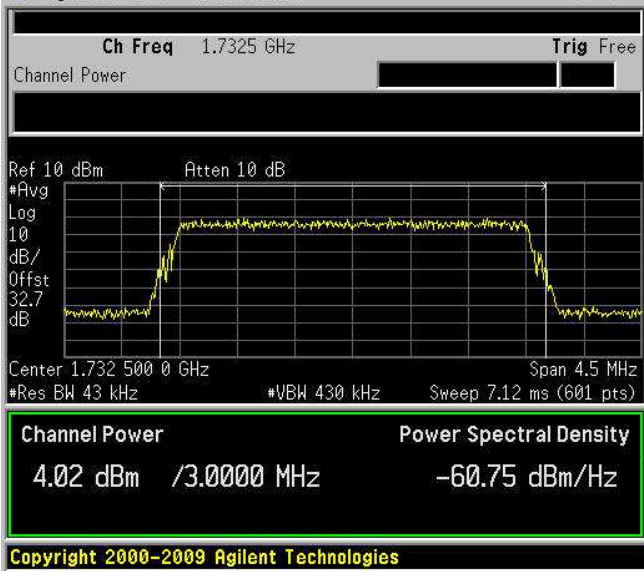 Ch Freq 1.7325 GHz Trig Free
Channel Power
Ref 10 dBm Atten 10 dB
#Avg
Log
10
dB/
Offst
32.7
dB
Center 1.732 500 0 GHz Span 4.5 MHz
#Res BW 43 kHz #VBW 430 kHz Sweep 7.12 ms (601 pts)
Channel Power Power Spectral Density
4.02 dBm /3.0000 MHz -60.75 dBm/Hz
Copyright 2000-2009 Agilent Technologies